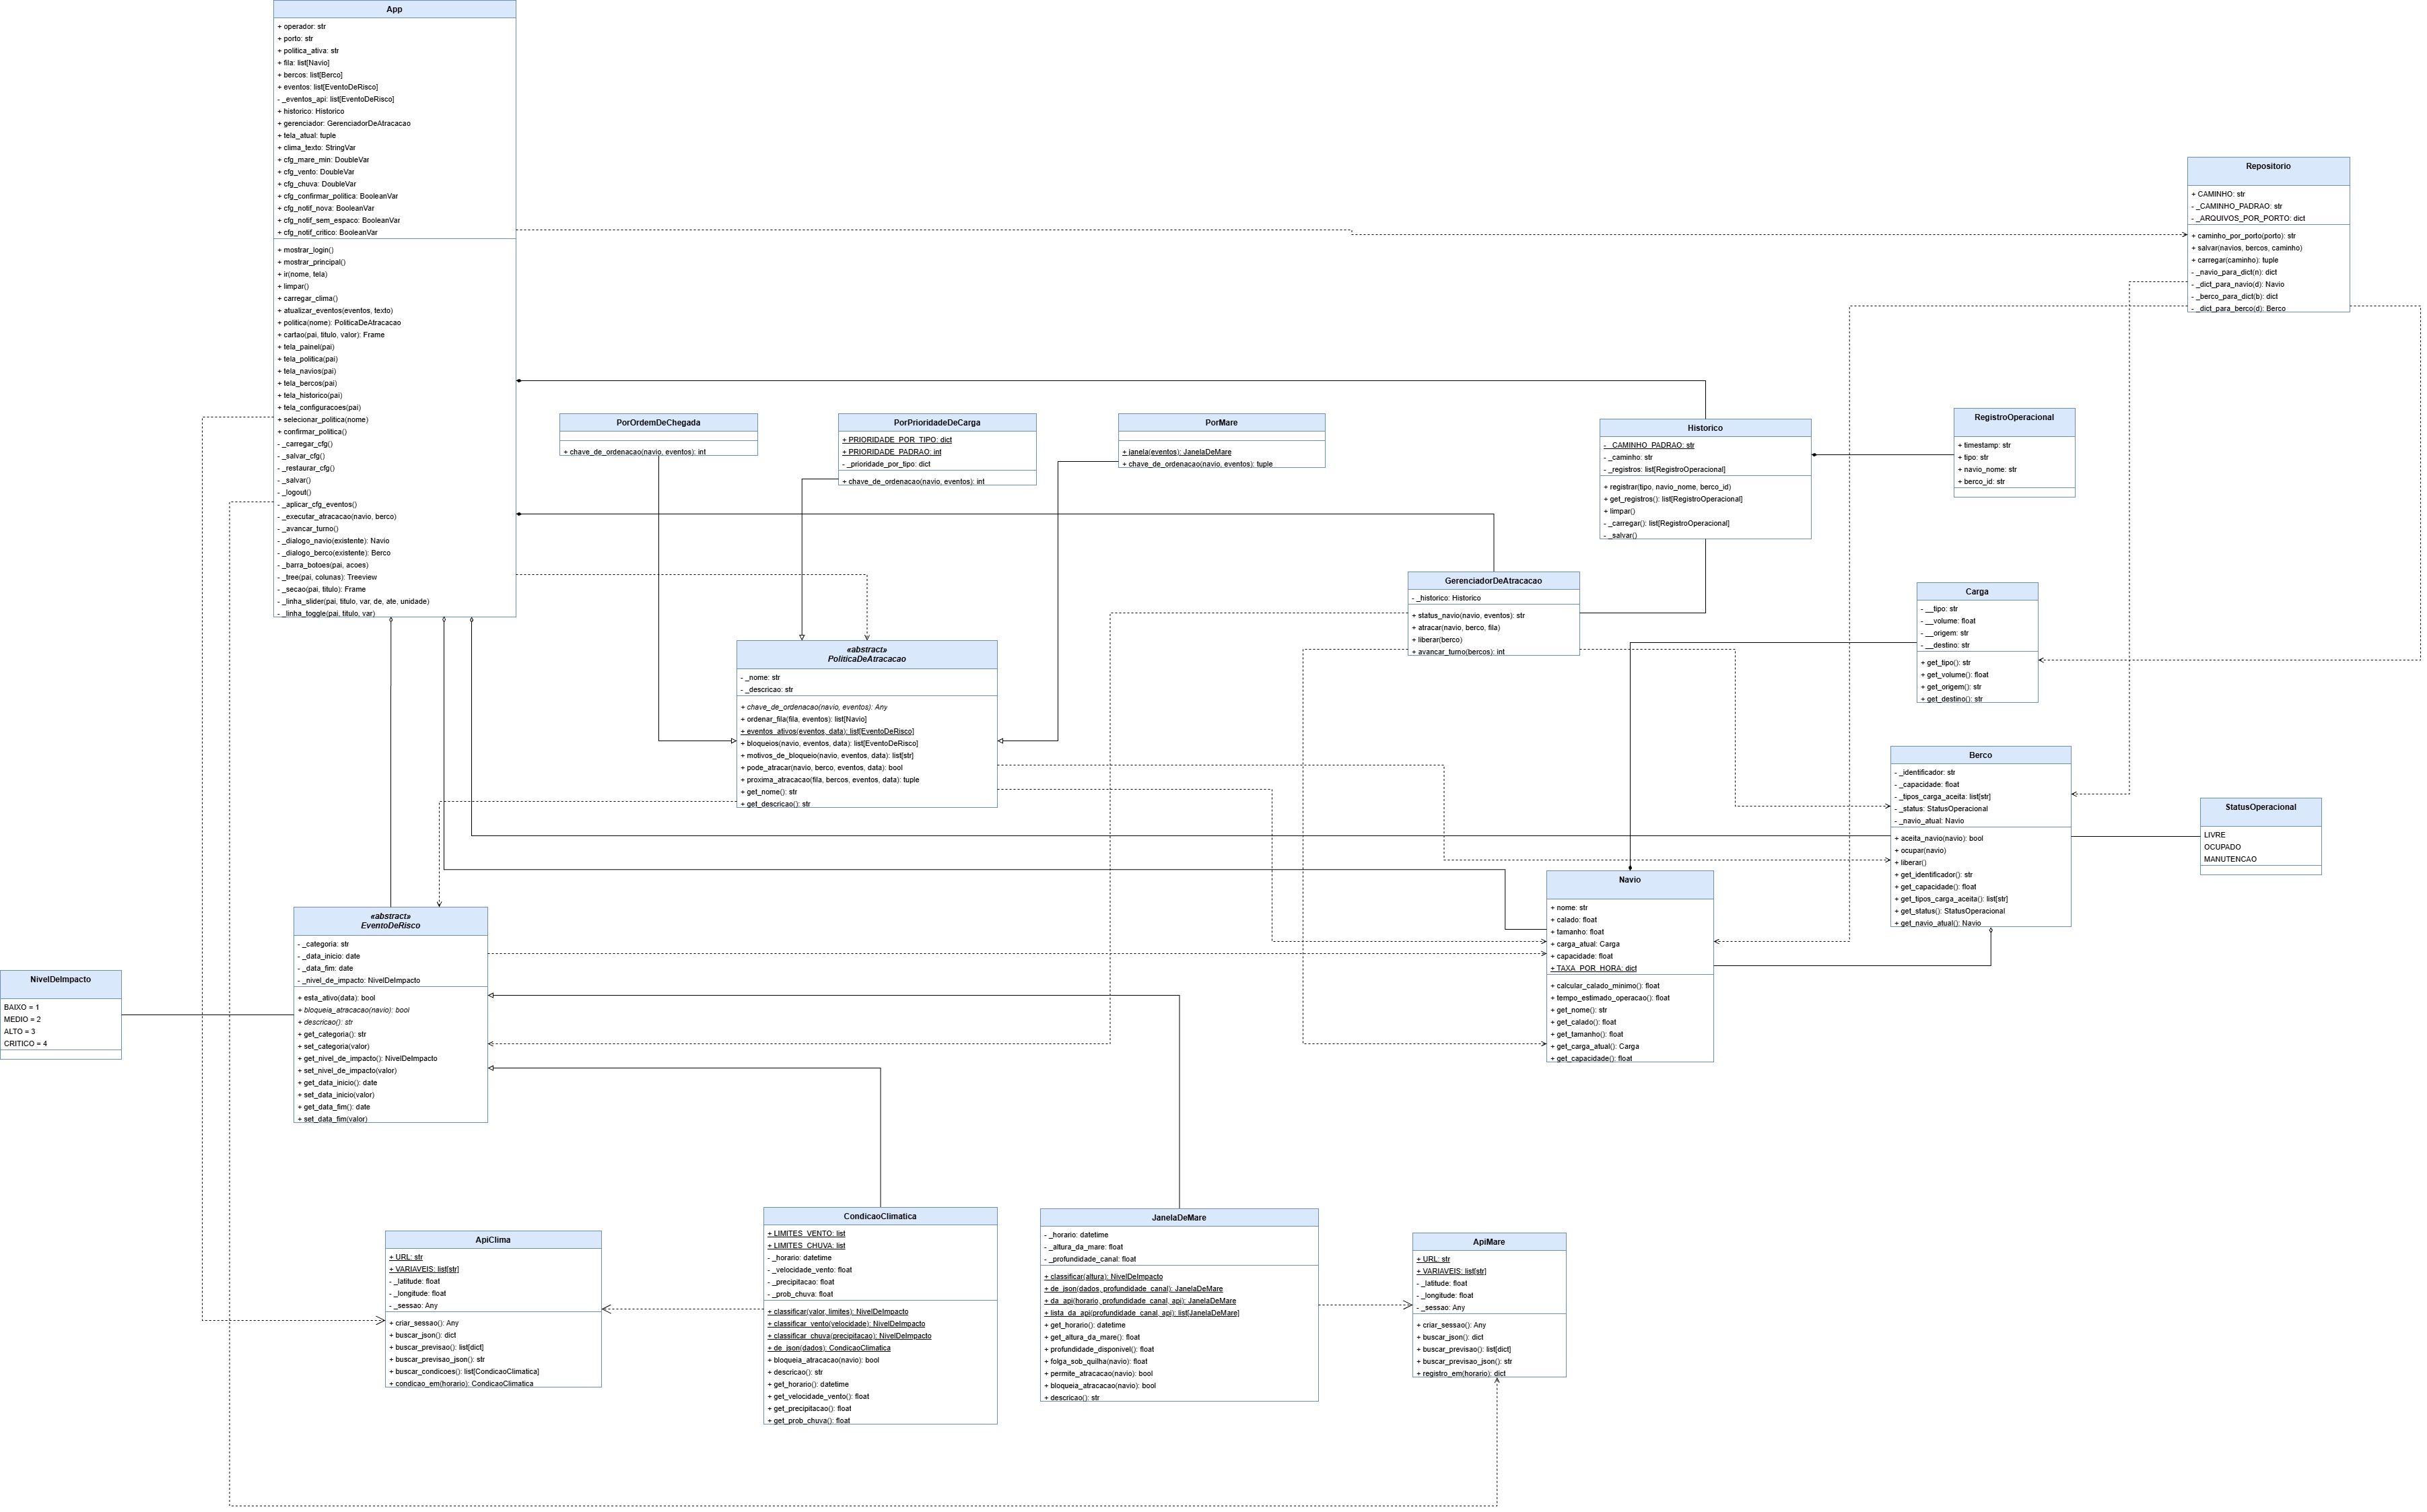 App
+ operador: str
+ porto: str
+ politica_ativa: str
+ fila: list[Navio]
+ bercos: list[Berco]
+ eventos: list[EventoDeRisco]
- _eventos_api: list[EventoDeRisco]
+ historico: Historico
+ gerenciador: GerenciadorDeAtracacao
+ tela_atual: tuple
+ clima_texto: StringVar
+ cfg_mare_min: DoubleVar
+ cfg_vento: DoubleVar
+ cfg_chuva: DoubleVar
+ cfg_confirmar_politica: BooleanVar
+ cfg_notif_nova: BooleanVar
+ cfg_notif_sem_espaco: BooleanVar
+ cfg_notif_critico: BooleanVar
+ mostrar_login()
+ mostrar_principal()
+ ir(nome, tela)
+ limpar()
+ carregar_clima()
+ atualizar_eventos(eventos, texto)
+ politica(nome): PoliticaDeAtracacao
+ cartao(pai, titulo, valor): Frame
+ tela_painel(pai)
+ tela_politica(pai)
+ tela_navios(pai)
+ tela_bercos(pai)
+ tela_historico(pai)
+ tela_configuracoes(pai)
+ selecionar_politica(nome)
+ confirmar_politica()
- _carregar_cfg()
- _salvar_cfg()
- _restaurar_cfg()
- _salvar()
- _logout()
- _aplicar_cfg_eventos()
- _executar_atracacao(navio, berco)
- _avancar_turno()
- _dialogo_navio(existente): Navio
- _dialogo_berco(existente): Berco
- _barra_botoes(pai, acoes)
- _tree(pai, colunas): Treeview
- _secao(pai, titulo): Frame
- _linha_slider(pai, titulo, var, de, ate, unidade)
- _linha_toggle(pai, titulo, var)
Repositorio
+ CAMINHO: str
- _CAMINHO_PADRAO: str
- _ARQUIVOS_POR_PORTO: dict
+ caminho_por_porto(porto): str
+ salvar(navios, bercos, caminho)
+ carregar(caminho): tuple
- _navio_para_dict(n): dict
- _dict_para_navio(d): Navio
- _berco_para_dict(b): dict
- _dict_para_berco(d): Berco
PorOrdemDeChegada
+ chave_de_ordenacao(navio, eventos): int
PorPrioridadeDeCarga
+ PRIORIDADE_POR_TIPO: dict
+ PRIORIDADE_PADRAO: int
- _prioridade_por_tipo: dict
+ chave_de_ordenacao(navio, eventos): int
PorMare
+ janela(eventos): JanelaDeMare
+ chave_de_ordenacao(navio, eventos): tuple
Historico
- _CAMINHO_PADRAO: str
- _caminho: str
- _registros: list[RegistroOperacional]
+ registrar(tipo, navio_nome, berco_id)
+ get_registros(): list[RegistroOperacional]
+ limpar()
- _carregar(): list[RegistroOperacional]
- _salvar()
RegistroOperacional
+ timestamp: str
+ tipo: str
+ navio_nome: str
+ berco_id: str
GerenciadorDeAtracacao
- _historico: Historico
+ status_navio(navio, eventos): str
+ atracar(navio, berco, fila)
+ liberar(berco)
+ avancar_turno(bercos): int
Carga
- __tipo: str
- __volume: float
- __origem: str
- __destino: str
+ get_tipo(): str
+ get_volume(): float
+ get_origem(): str
+ get_destino(): str
«abstract»
PoliticaDeAtracacao
- _nome: str
- _descricao: str
+ chave_de_ordenacao(navio, eventos): Any
+ ordenar_fila(fila, eventos): list[Navio]
+ eventos_ativos(eventos, data): list[EventoDeRisco]
+ bloqueios(navio, eventos, data): list[EventoDeRisco]
+ motivos_de_bloqueio(navio, eventos, data): list[str]
+ pode_atracar(navio, berco, eventos, data): bool
+ proxima_atracacao(fila, bercos, eventos, data): tuple
+ get_nome(): str
+ get_descricao(): str
Berco
- _identificador: str
- _capacidade: float
- _tipos_carga_aceita: list[str]
- _status: StatusOperacional
- _navio_atual: Navio
+ aceita_navio(navio): bool
+ ocupar(navio)
+ liberar()
+ get_identificador(): str
+ get_capacidade(): float
+ get_tipos_carga_aceita(): list[str]
+ get_status(): StatusOperacional
+ get_navio_atual(): Navio
StatusOperacional
LIVRE
OCUPADO
MANUTENCAO
Navio
+ nome: str
+ calado: float
+ tamanho: float
+ carga_atual: Carga
+ capacidade: float
+ TAXA_POR_HORA: dict
+ calcular_calado_minimo(): float
+ tempo_estimado_operacao(): float
+ get_nome(): str
+ get_calado(): float
+ get_tamanho(): float
+ get_carga_atual(): Carga
+ get_capacidade(): float
«abstract»
EventoDeRisco
- _categoria: str
- _data_inicio: date
- _data_fim: date
- _nivel_de_impacto: NivelDeImpacto
+ esta_ativo(data): bool
+ bloqueia_atracacao(navio): bool
+ descricao(): str
+ get_categoria(): str
+ set_categoria(valor)
+ get_nivel_de_impacto(): NivelDeImpacto
+ set_nivel_de_impacto(valor)
+ get_data_inicio(): date
+ set_data_inicio(valor)
+ get_data_fim(): date
+ set_data_fim(valor)
NivelDeImpacto
BAIXO = 1
MEDIO = 2
ALTO = 3
CRITICO = 4
ApiClima
+ URL: str
+ VARIAVEIS: list[str]
- _latitude: float
- _longitude: float
- _sessao: Any
+ criar_sessao(): Any
+ buscar_json(): dict
+ buscar_previsao(): list[dict]
+ buscar_previsao_json(): str
+ buscar_condicoes(): list[CondicaoClimatica]
+ condicao_em(horario): CondicaoClimatica
CondicaoClimatica
+ LIMITES_VENTO: list
+ LIMITES_CHUVA: list
- _horario: datetime
- _velocidade_vento: float
- _precipitacao: float
- _prob_chuva: float
+ classificar(valor, limites): NivelDeImpacto
+ classificar_vento(velocidade): NivelDeImpacto
+ classificar_chuva(precipitacao): NivelDeImpacto
+ de_json(dados): CondicaoClimatica
+ bloqueia_atracacao(navio): bool
+ descricao(): str
+ get_horario(): datetime
+ get_velocidade_vento(): float
+ get_precipitacao(): float
+ get_prob_chuva(): float
JanelaDeMare
- _horario: datetime
- _altura_da_mare: float
- _profundidade_canal: float
+ classificar(altura): NivelDeImpacto
+ de_json(dados, profundidade_canal): JanelaDeMare
+ da_api(horario, profundidade_canal, api): JanelaDeMare
+ lista_da_api(profundidade_canal, api): list[JanelaDeMare]
+ get_horario(): datetime
+ get_altura_da_mare(): float
+ profundidade_disponivel(): float
+ folga_sob_quilha(navio): float
+ permite_atracacao(navio): bool
+ bloqueia_atracacao(navio): bool
+ descricao(): str
ApiMare
+ URL: str
+ VARIAVEIS: list[str]
- _latitude: float
- _longitude: float
- _sessao: Any
+ criar_sessao(): Any
+ buscar_json(): dict
+ buscar_previsao(): list[dict]
+ buscar_previsao_json(): str
+ registro_em(horario): dict